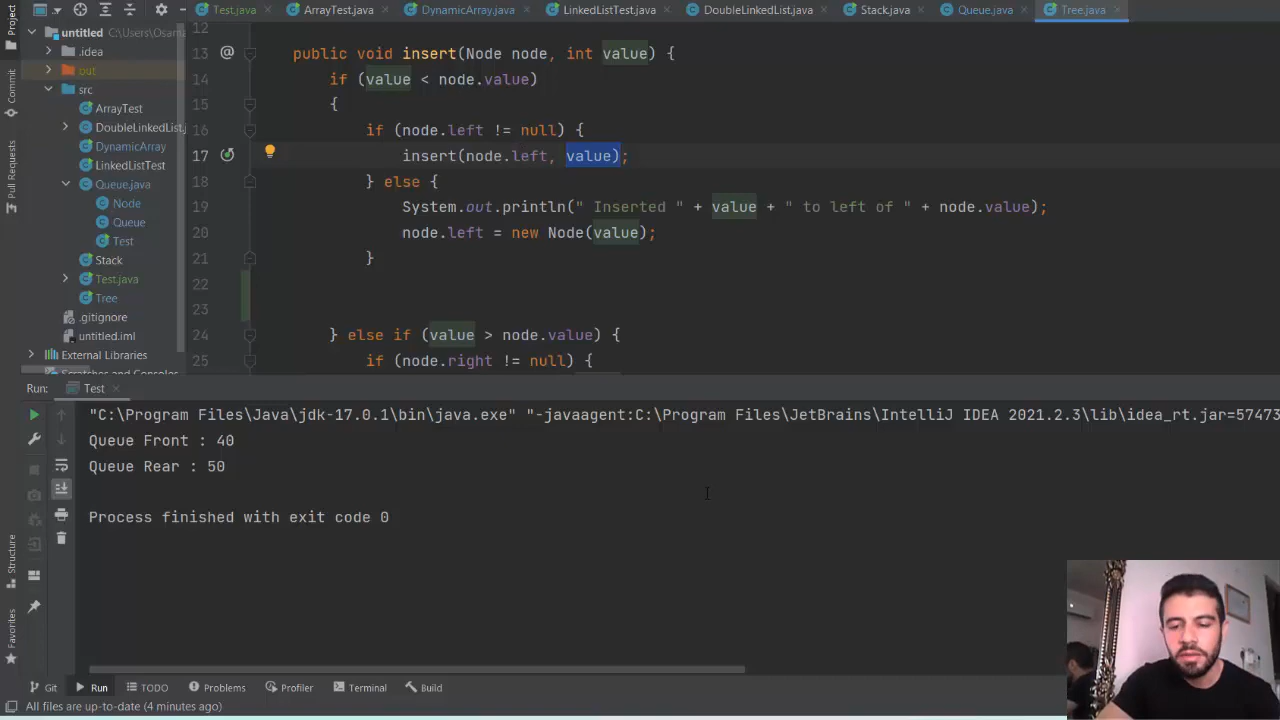 Test.java ArrayTest.java DynamicArray.java LinkedListTest.java DoubleLinkedList.java Stack.java Queue.java Tree.java
Project
Commit
Pull Requests
Structure
Favorites
untitled C:\Users\Osama
.idea
out
src
ArrayTest
DoubleLinkedList.j
DynamicArray
LinkedListTest
Queue.java
Node
Queue
Test
Stack
Test.java
Tree
.gitignore
untitled.iml
External Libraries
Scratches and Consoles
12
13 @ public void insert(Node node, int value) {
14 if (value < node.value)
15 {
16 if (node.left != null) {
17 insert(node.left, value);
18 } else {
19 System.out.println(" Inserted " + value + " to left of " + node.value);
20 node.left = new Node(value);
21 }
22
23
24 } else if (value > node.value) {
25 if (node.right != null) {
Run: Test
"C:\Program Files\Java\jdk-17.0.1\bin\java.exe" "-javaagent:C:\Program Files\JetBrains\IntelliJ IDEA 2021.2.3\lib\idea_rt.jar=57473
Queue Front : 40
Queue Rear : 50
Process finished with exit code 0
Git Run TODO Problems Profiler Terminal Build
All files are up-to-date (4 minutes ago)